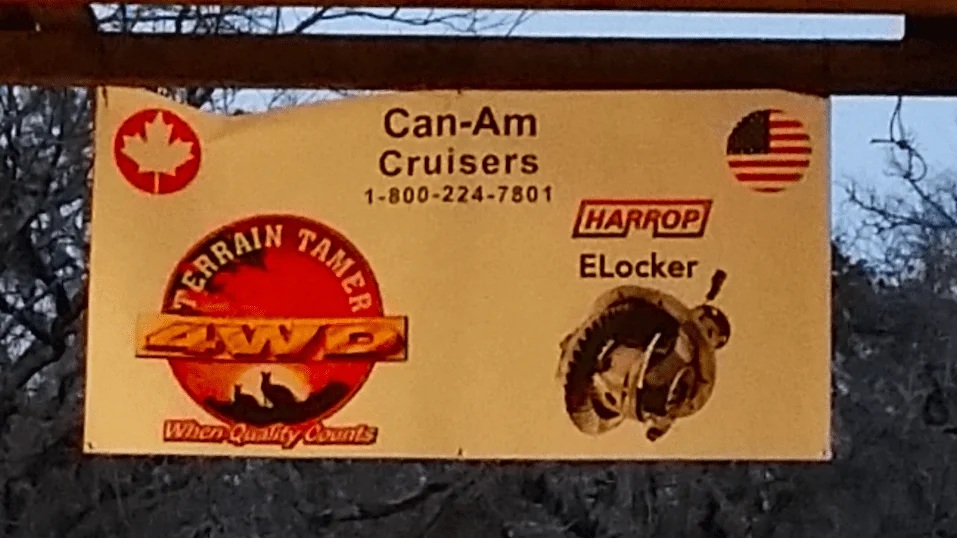 Can-Am
Cruisers
1-800-224-7801
HARROP
ELocker
TERRAIN TAMER
4WD
When Quality Counts